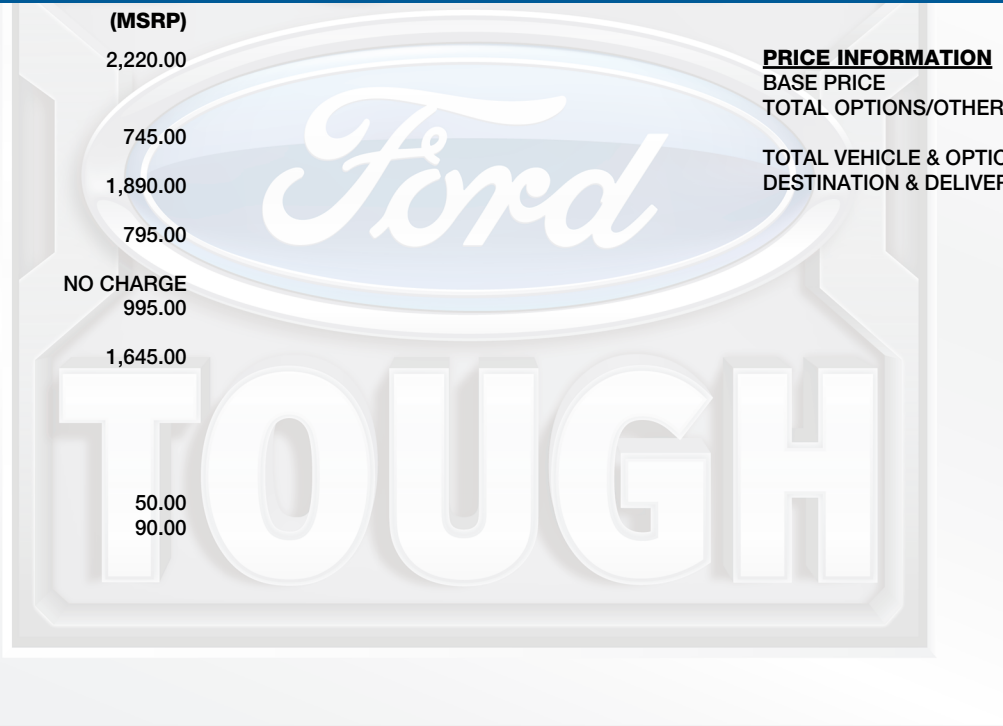 (MSRP)
2,220.00
745.00
1,890.00
795.00
NO CHARGE
995.00
1,645.00
50.00
90.00
PRICE INFORMATION
BASE PRICE
TOTAL OPTIONS/OTHER
TOTAL VEHICLE & OPTIO
DESTINATION & DELIVER
Ford
TOUGH